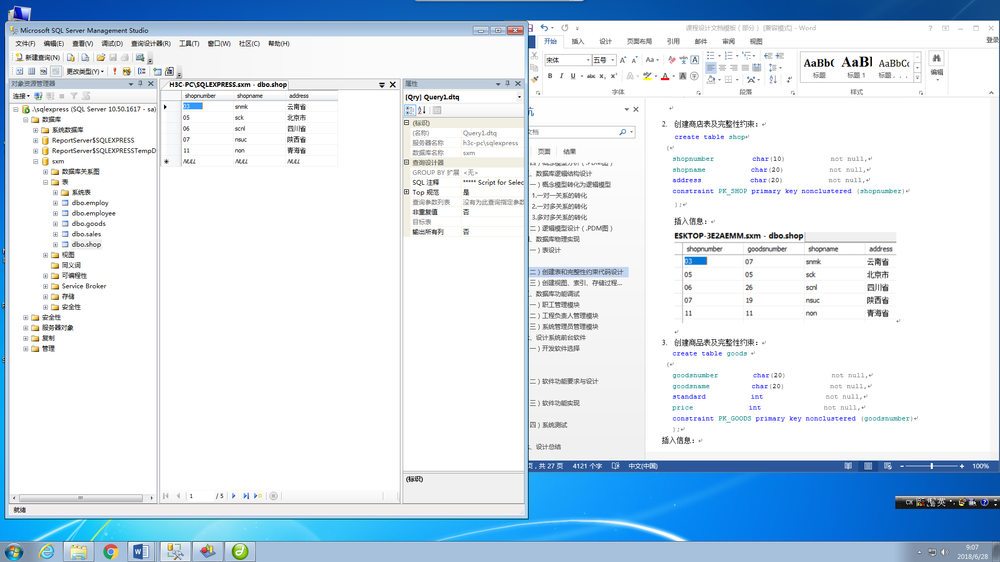 Microsoft SQL Server Management Studio
文件(F) 编辑(E) 查看(V) 调试(D) 查询设计器(R) 工具(T) 窗口(W) 社区(C) 帮助(H)
新建查询(N)
更改类型(Y)
对象资源管理器
连接
.\sqlexpress (SQL Server 10.50.1617 - sa)
数据库
系统数据库
ReportServer$SQLEXPRESS
ReportServer$SQLEXPRESSTempD
sxm
数据库关系图
表
系统表
dbo.employ
dbo.employee
dbo.goods
dbo.sales
dbo.shop
视图
同义词
可编程性
Service Broker
存储
安全性
安全性
服务器对象
复制
管理
就绪
H3C-PC\SQLEXPRESS.sxm - dbo.shop
shopnumber shopname address
03 snmk 云南省
05 sck 北京市
06 scnl 四川省
07 nsuc 陕西省
11 non 青海省
NULL NULL NULL
1 / 5
属性
[Qry] Query1.dtq
(标识)
(名称) Query1.dtq
服务器名称 h3c-pc\sqlexpress
数据库名称 sxm
查询设计器
GROUP BY 扩展 <无>
SQL 注释 ***** Script for Selec
Top 规范 是
查询参数列表 没有为此查询指定参数
非重复值 否
目标表
输出所有列 否
(标识)
课程设计文档模板（部分） [兼容模式] - Word
登录
开始 插入 设计 页面布局 引用 邮件 审阅 视图
宋体 五号
B I U abc x₂ x²
字体 段落 样式
AaBbC AaBl AaBbCc
标题 标题 1 标题，，，
编辑
文档
页面 结果
四）概念模型分析（.PDM图）
、数据库逻辑结构设计
一）概念模型转化为逻辑模型
1.一对一关系的转化
2.一对多关系的转化
3.多对多关系的转化
二）逻辑模型设计（.PDM图）
、数据库物理实现
一）表设计
二）创建表和完整性约束代码设计
三）创建视图、索引、存储过程...
、数据库功能调试
一）职工管理模块
二）工程负责人管理模块
三）系统管理员管理模块
、设计系统前台软件
一）开发软件选择
二）软件功能要求与设计
三）软件功能实现
四）系统测试
、设计总结
2. 创建商店表及完整性约束：
create table shop
(
shopnumber char(10) not null,
shopname char(20) not null,
address char(20) not null,
constraint PK_SHOP primary key nonclustered (shopnumber)
);
插入信息：
ESKTOP-3E2AEMM.sxm - dbo.shop
shopnumber goodsnumber shopname address
03 07 snmk 云南省
05 05 sck 北京市
06 26 scnl 四川省
07 19 nsuc 陕西省
11 11 non 青海省
3. 创建商品表及完整性约束：
create table goods
(
goodsnumber char(20) not null,
goodsname char(20) not null,
standard int not null,
price int not null,
constraint PK_GOODS primary key nonclustered (goodsnumber)
);
插入信息：
页，共 27 页 4121 个字 中文(中国) 100%
CH 英
9:07
2018/6/28